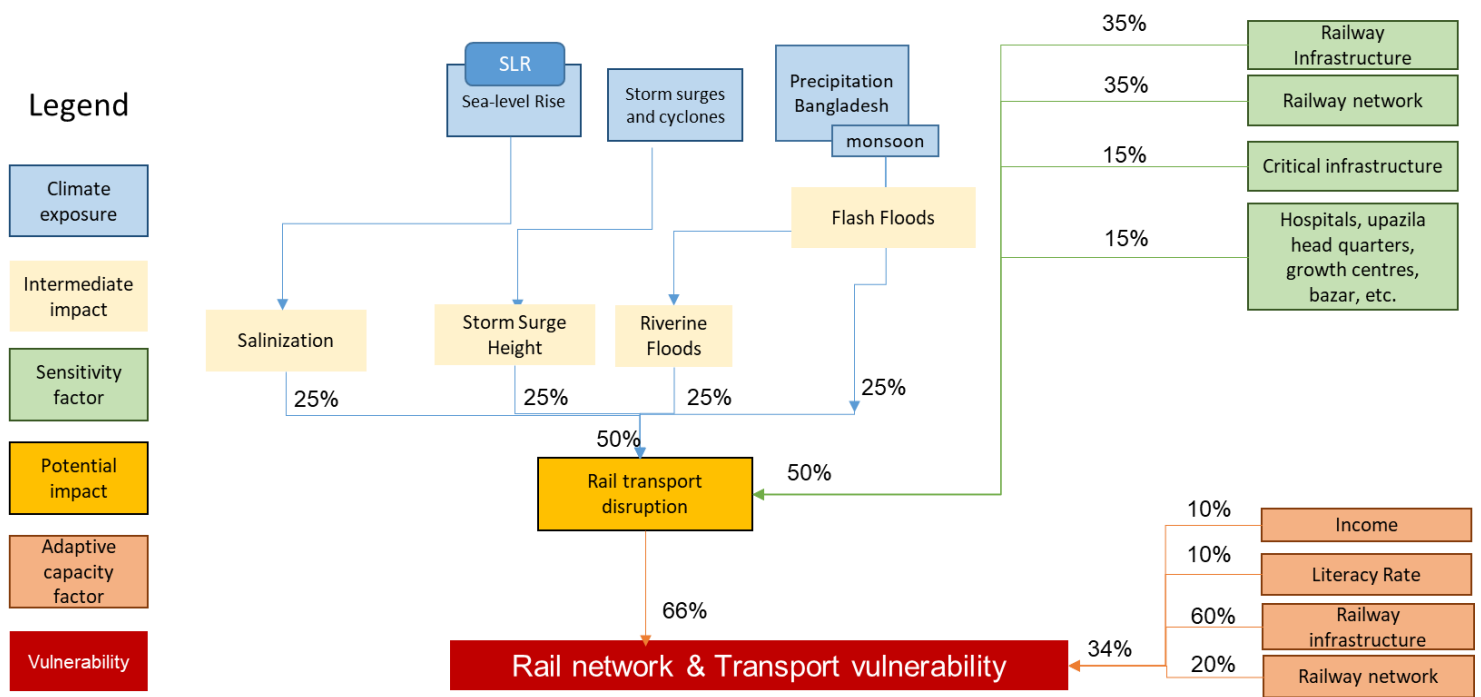 Legend
Climate
exposure
Intermediate
impact
Sensitivity
factor
Potential
impact
Adaptive
capacity
factor
Vulnerability
SLR
Sea-level Rise
Storm surges
and cyclones
Precipitation
Bangladesh
monsoon
Flash Floods
Salinization
Storm Surge
Height
Riverine
Floods
25%
25%
25%
25%
50%
Rail transport
disruption
50%
35%
Railway
Infrastructure
35%
Railway network
15%
Critical infrastructure
15%
Hospitals, upazila
head quarters,
growth centres,
bazar, etc.
66%
Rail network & Transport vulnerability
34%
10%
Income
10%
Literacy Rate
60%
Railway
infrastructure
20%
Railway network